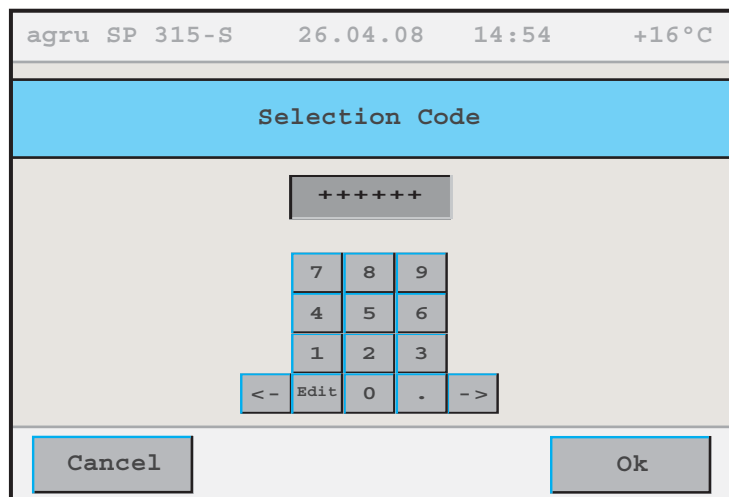 agru SP 315-S 26.04.08 14:54 +16°C
Selection Code
++++++
7 8 9
4 5 6
1 2 3
<- Edit 0 . ->
Cancel Ok